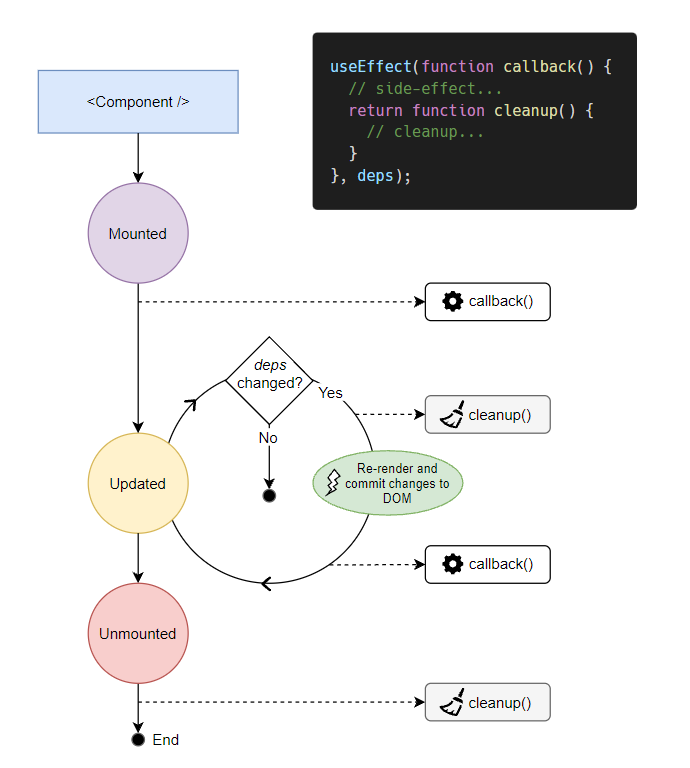 useEffect(function callback() {
// side-effect...
return function cleanup() {
// cleanup...
}
}, deps);
<Component />
Mounted
callback()
deps
changed?
Yes
No
cleanup()
Updated
Re-render and
commit changes to
DOM
callback()
Unmounted
cleanup()
End